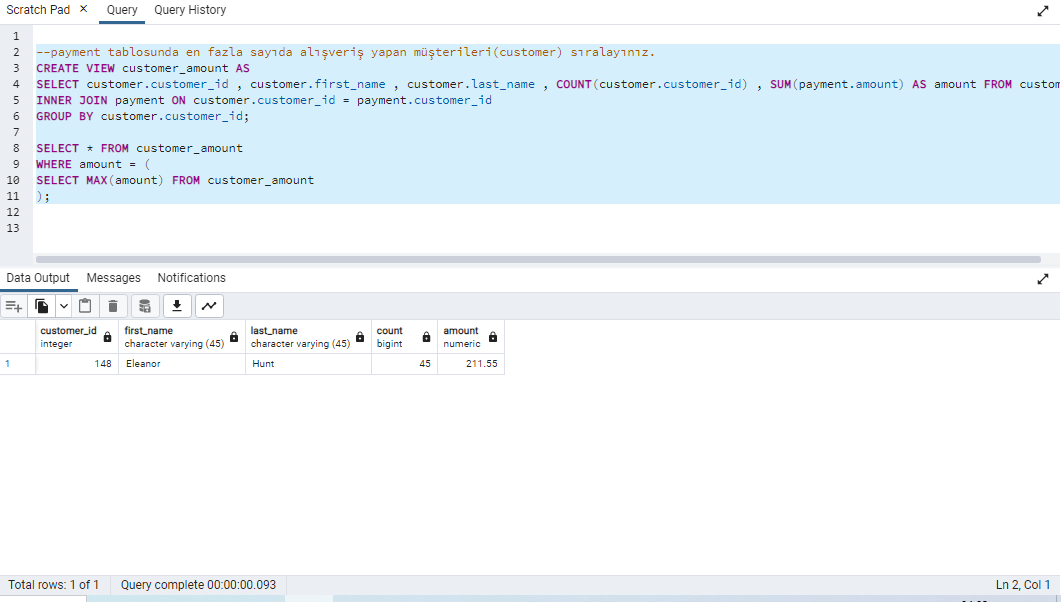 Scratch Pad × Query Query History
1
2 --payment tablosunda en fazla sayıda alışveriş yapan müşterileri(customer) sıralayınız.
3 CREATE VIEW customer_amount AS
4 SELECT customer.customer_id , customer.first_name , customer.last_name , COUNT(customer.customer_id) , SUM(payment.amount) AS amount FROM custom
5 INNER JOIN payment ON customer.customer_id = payment.customer_id
6 GROUP BY customer.customer_id;
7
8 SELECT * FROM customer_amount
9 WHERE amount = (
10 SELECT MAX(amount) FROM customer_amount
11 );
12
13
Data Output Messages Notifications
customer_id first_name last_name count amount
integer character varying (45) character varying (45) bigint numeric
1 148 Eleanor Hunt 45 211.55
Total rows: 1 of 1 Query complete 00:00:00.093 Ln 2, Col 1